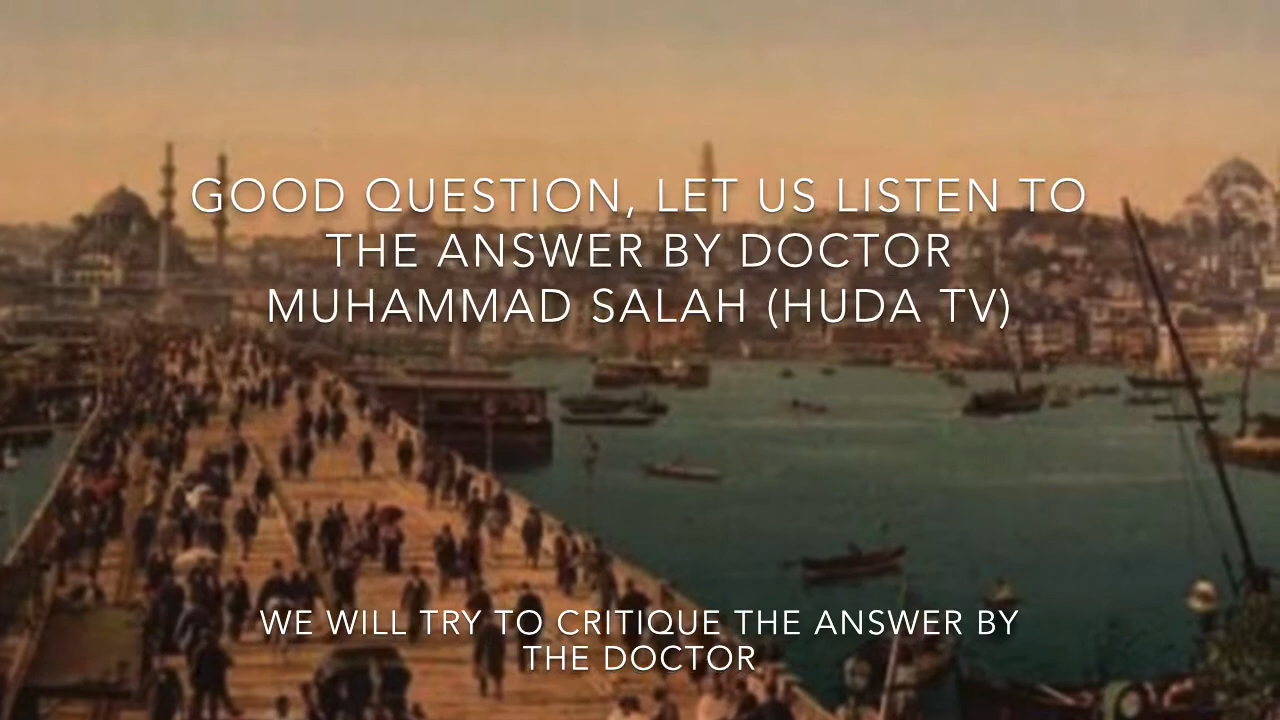 GOOD QUESTION, LET US LISTEN TO
THE ANSWER BY DOCTOR
MUHAMMAD SALAH (HUDA TV)
WE WILL TRY TO CRITIQUE THE ANSWER BY
THE DOCTOR